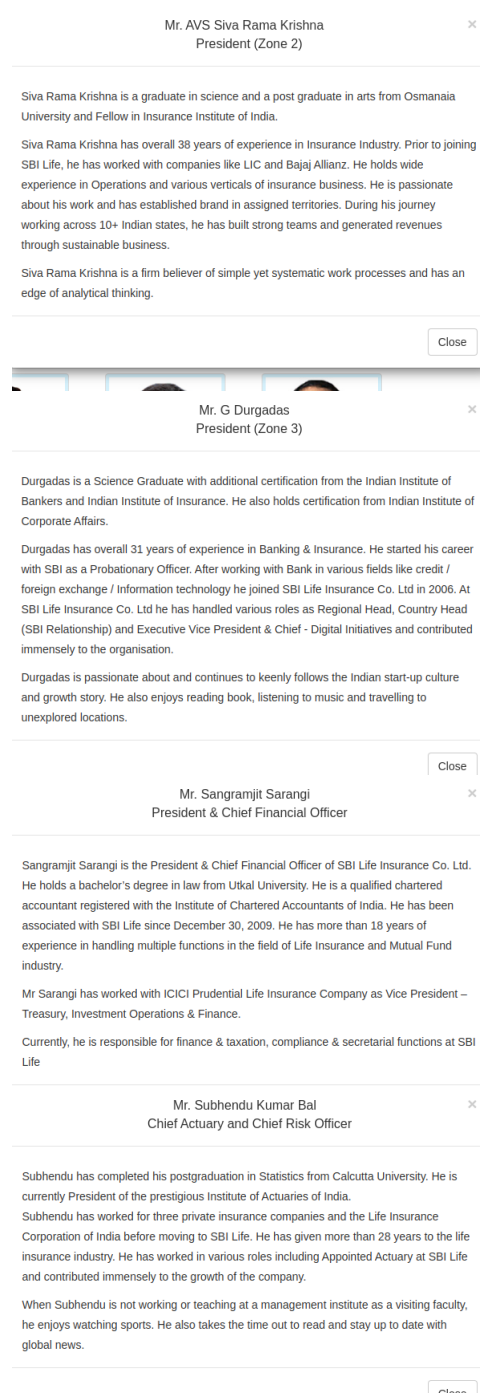 Mr. AVS Siva Rama Krishna ×
President (Zone 2)
Siva Rama Krishna is a graduate in science and a post graduate in arts from Osmanaia
University and Fellow in Insurance Institute of India.
Siva Rama Krishna has overall 38 years of experience in Insurance Industry. Prior to joining
SBI Life, he has worked with companies like LIC and Bajaj Allianz. He holds wide
experience in Operations and various verticals of insurance business. He is passionate
about his work and has established brand in assigned territories. During his journey
working across 10+ Indian states, he has built strong teams and generated revenues
through sustainable business.
Siva Rama Krishna is a firm believer of simple yet systematic work processes and has an
edge of analytical thinking.
Close
Mr. G Durgadas ×
President (Zone 3)
Durgadas is a Science Graduate with additional certification from the Indian Institute of
Bankers and Indian Institute of Insurance. He also holds certification from Indian Institute of
Corporate Affairs.
Durgadas has overall 31 years of experience in Banking & Insurance. He started his career
with SBI as a Probationary Officer. After working with Bank in various fields like credit /
foreign exchange / Information technology he joined SBI Life Insurance Co. Ltd in 2006. At
SBI Life Insurance Co. Ltd he has handled various roles as Regional Head, Country Head
(SBI Relationship) and Executive Vice President & Chief - Digital Initiatives and contributed
immensely to the organisation.
Durgadas is passionate about and continues to keenly follows the Indian start-up culture
and growth story. He also enjoys reading book, listening to music and travelling to
unexplored locations.
Close
Mr. Sangramjit Sarangi ×
President & Chief Financial Officer
Sangramjit Sarangi is the President & Chief Financial Officer of SBI Life Insurance Co. Ltd.
He holds a bachelor’s degree in law from Utkal University. He is a qualified chartered
accountant registered with the Institute of Chartered Accountants of India. He has been
associated with SBI Life since December 30, 2009. He has more than 18 years of
experience in handling multiple functions in the field of Life Insurance and Mutual Fund
industry.
Mr Sarangi has worked with ICICI Prudential Life Insurance Company as Vice President –
Treasury, Investment Operations & Finance.
Currently, he is responsible for finance & taxation, compliance & secretarial functions at SBI
Life
Mr. Subhendu Kumar Bal ×
Chief Actuary and Chief Risk Officer
Subhendu has completed his postgraduation in Statistics from Calcutta University. He is
currently President of the prestigious Institute of Actuaries of India.
Subhendu has worked for three private insurance companies and the Life Insurance
Corporation of India before moving to SBI Life. He has given more than 28 years to the life
insurance industry. He has worked in various roles including Appointed Actuary at SBI Life
and contributed immensely to the growth of the company.
When Subhendu is not working or teaching at a management institute as a visiting faculty,
he enjoys watching sports. He also takes the time out to read and stay up to date with
global news.
Close